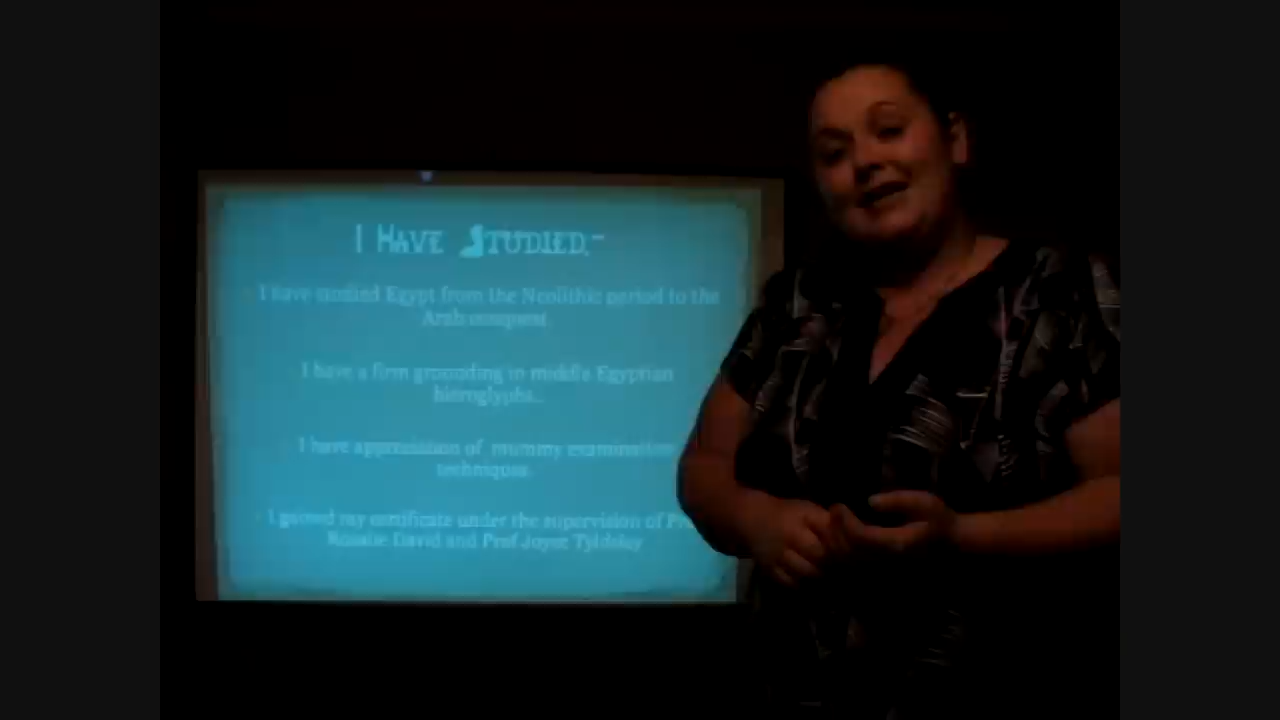 I Have Studied:-
I have studied Egypt from the Neolithic period to the
Arab conquest.
I have a firm grounding in middle Egyptian
hieroglyphs..
I have appreciation of mummy examination
techniques.
I gained my certificate under the supervision of
Rosalie David and Prof Joyce Tyldsley